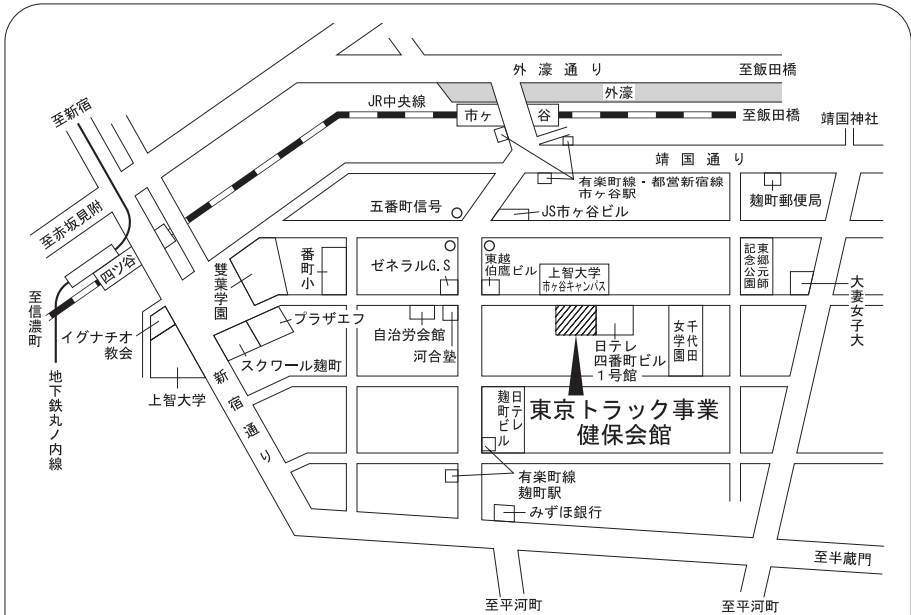 外濠通り
至飯田橋
外濠
至新宿
JR中央線
市ヶ谷
至飯田橋
靖国神社
靖国通り
有楽町線・都営新宿線
市ヶ谷駅
麹町郵便局
五番町信号
JS市ヶ谷ビル
至赤坂見附
四ツ谷
雙葉学園
番町小
ゼネラルG.S
東越
伯鷹ビル
上智大学
市ヶ谷キャンパス
東郷元帥
記念公園
大妻女子大
至信濃町
イグナチオ
教会
プラザエフ
自治労会館
河合塾
スクワール麹町
日テレ
四番町ビル
1号館
千代田
女学園
上智大学
新宿通り
地下鉄丸ノ内線
日テレ
麹町ビル
東京トラック事業
健保会館
有楽町線
麹町駅
みずほ銀行
至半蔵門
至平河町
至平河町